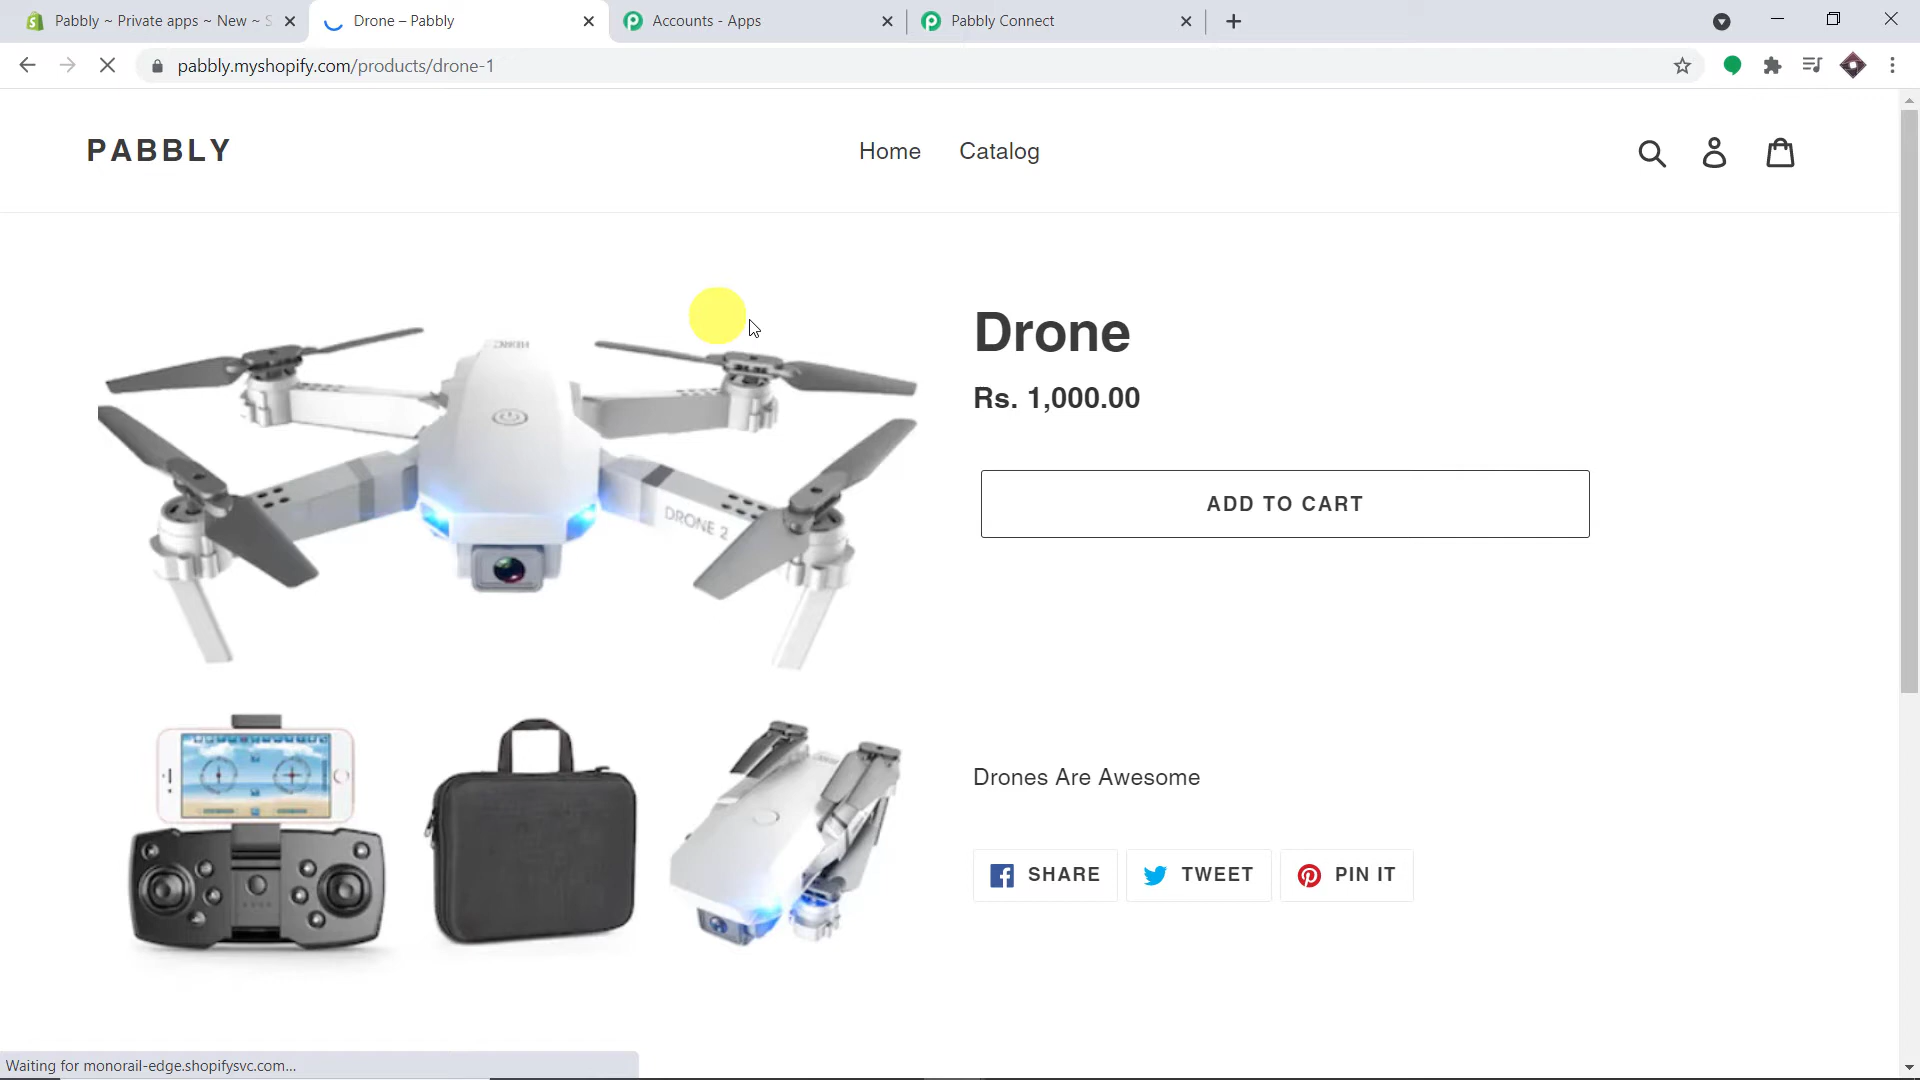 Pabbly ~ Private apps ~ New ~ S
Drone – Pabbly
Accounts - Apps
Pabbly Connect
pabbly.myshopify.com/products/drone-1
PABBLY
Home
Catalog
Drone
Rs. 1,000.00
ADD TO CART
DRONE 2
Drones Are Awesome
SHARE
TWEET
PIN IT
Waiting for monorail-edge.shopifysvc.com...